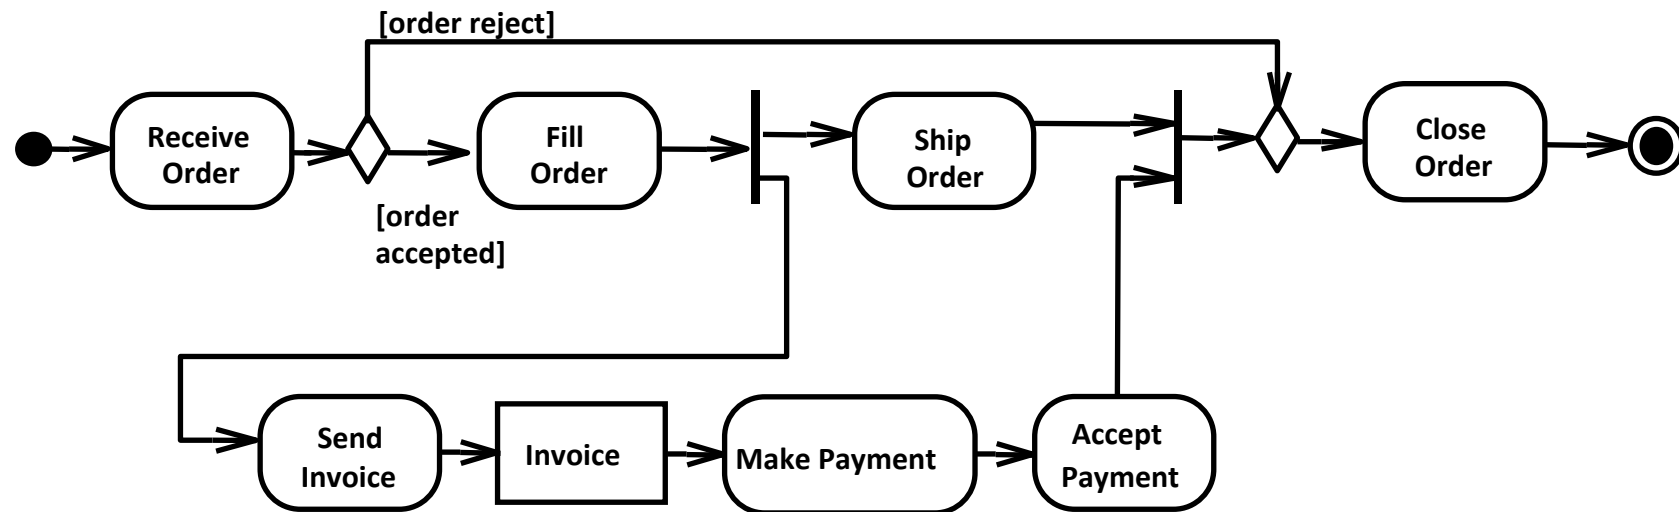 [order reject]
Receive
Order
Fill
Order
Ship
Order
Close
Order
[order
accepted]
Send
Invoice
Invoice
Make Payment
Accept
Payment